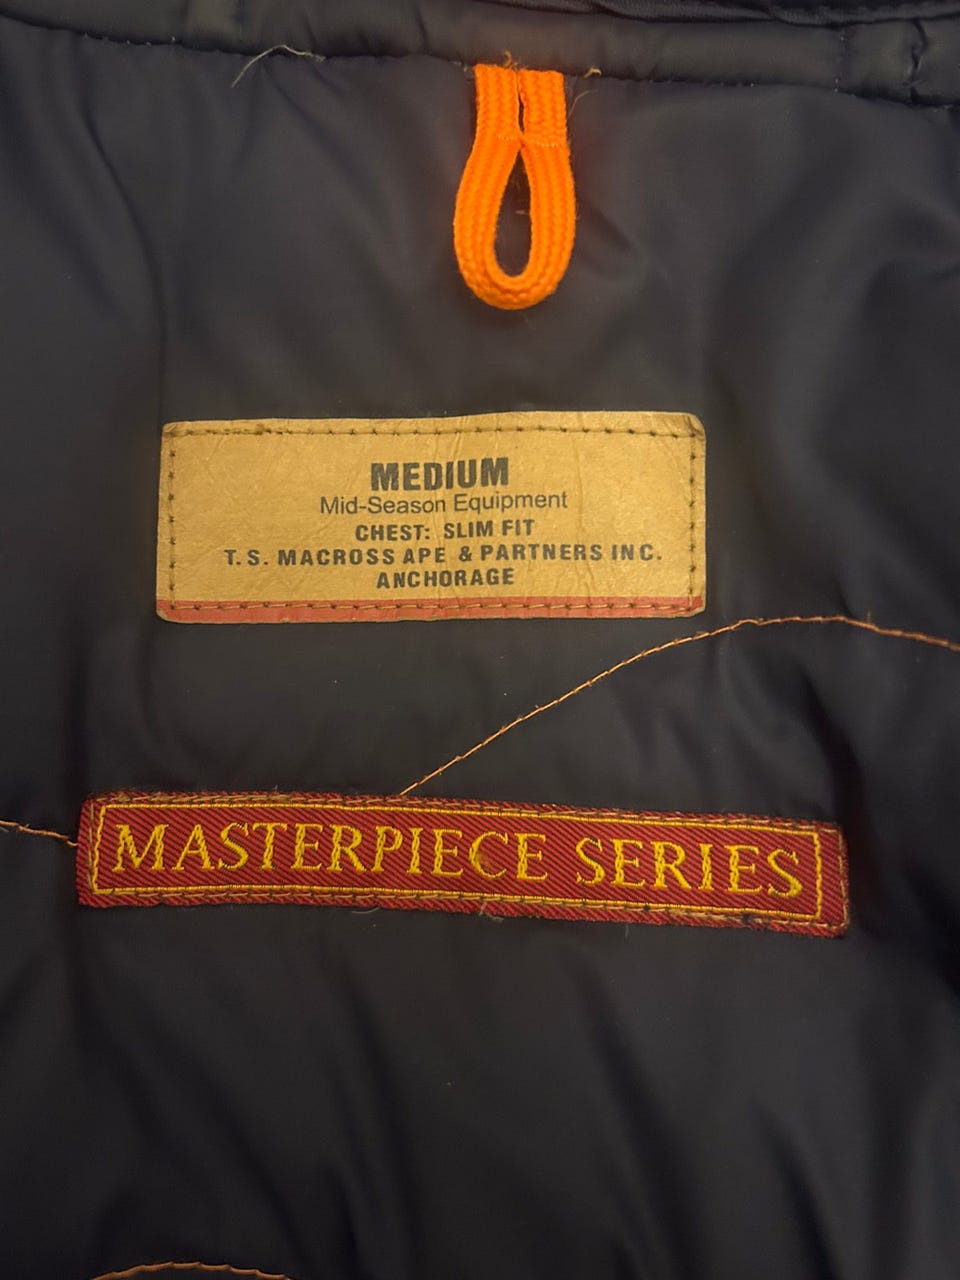 MEDIUM
Mid-Season Equipment
CHEST: SLIM FIT
T. S. MACROSS APE & PARTNERS INC.
ANCHORAGE
MASTERPIECE SERIES